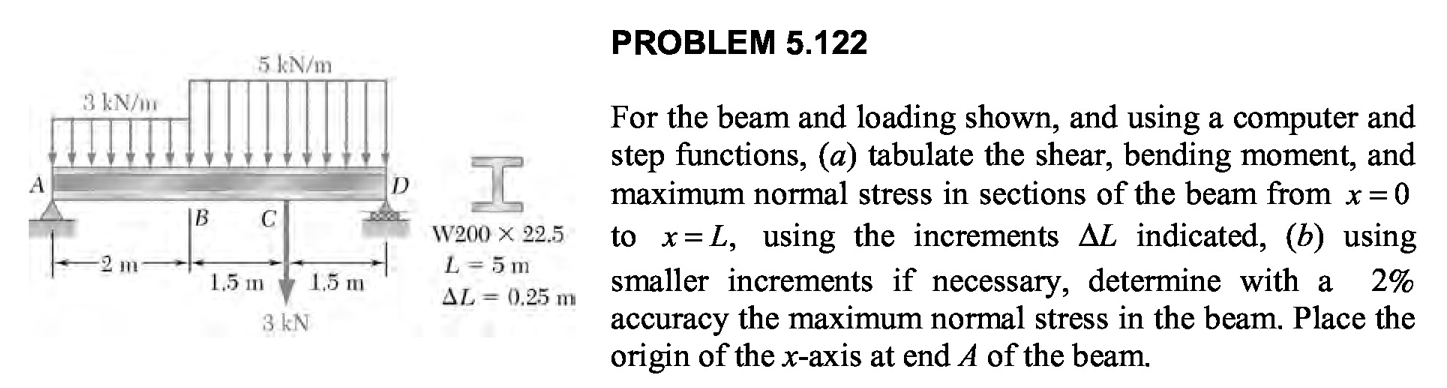 PROBLEM 5.122
For the beam and loading shown, and using a computer and
step functions, (a) tabulate the shear, bending moment, and
maximum normal stress in sections of the beam from x = 0
to x = L, using the increments ΔL indicated, (b) using
smaller increments if necessary, determine with a 2%
accuracy the maximum normal stress in the beam. Place the
origin of the x-axis at end A of the beam.
5 kN/m
3 kN/m
A
D
B
C
W200 × 22.5
L = 5 m
ΔL = 0.25 m
2 m
1.5 m
1.5 m
3 kN